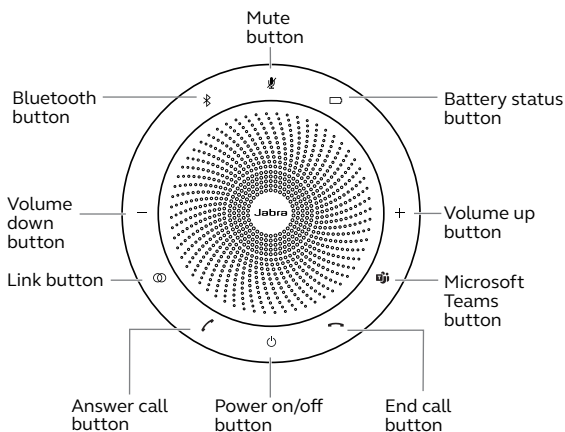 Mute
button
Bluetooth
button
Battery status
button
Jabra
Volume
down
button
Volume up
button
Link button
Microsoft
Teams
button
Answer call
button
Power on/off
button
End call
button